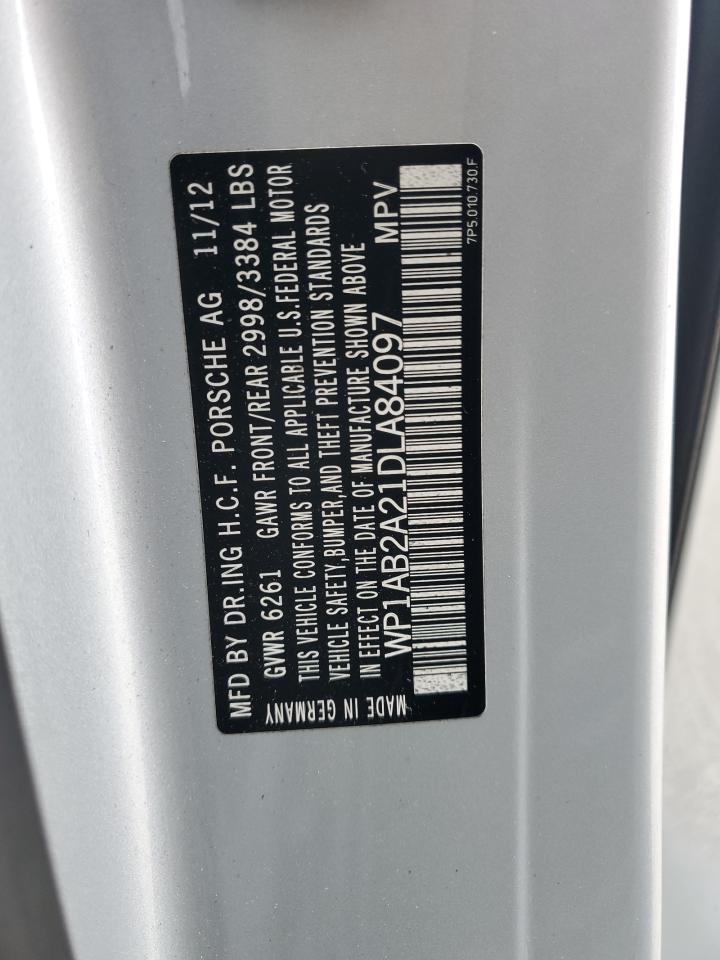 MFD BY DR.ING H.C.F. PORSCHE AG 11/12
GVWR 6261 GAWR FRONT/REAR 2998/3384 LBS
THIS VEHICLE CONFORMS TO ALL APPLICABLE U.S.FEDERAL MOTOR
VEHICLE SAFETY,BUMPER,AND THEFT PREVENTION STANDARDS
IN EFFECT ON THE DATE OF MANUFACTURE SHOWN ABOVE
WP1AB2A21DLA84097 MPV
MADE IN GERMANY
7P5.010.730.F